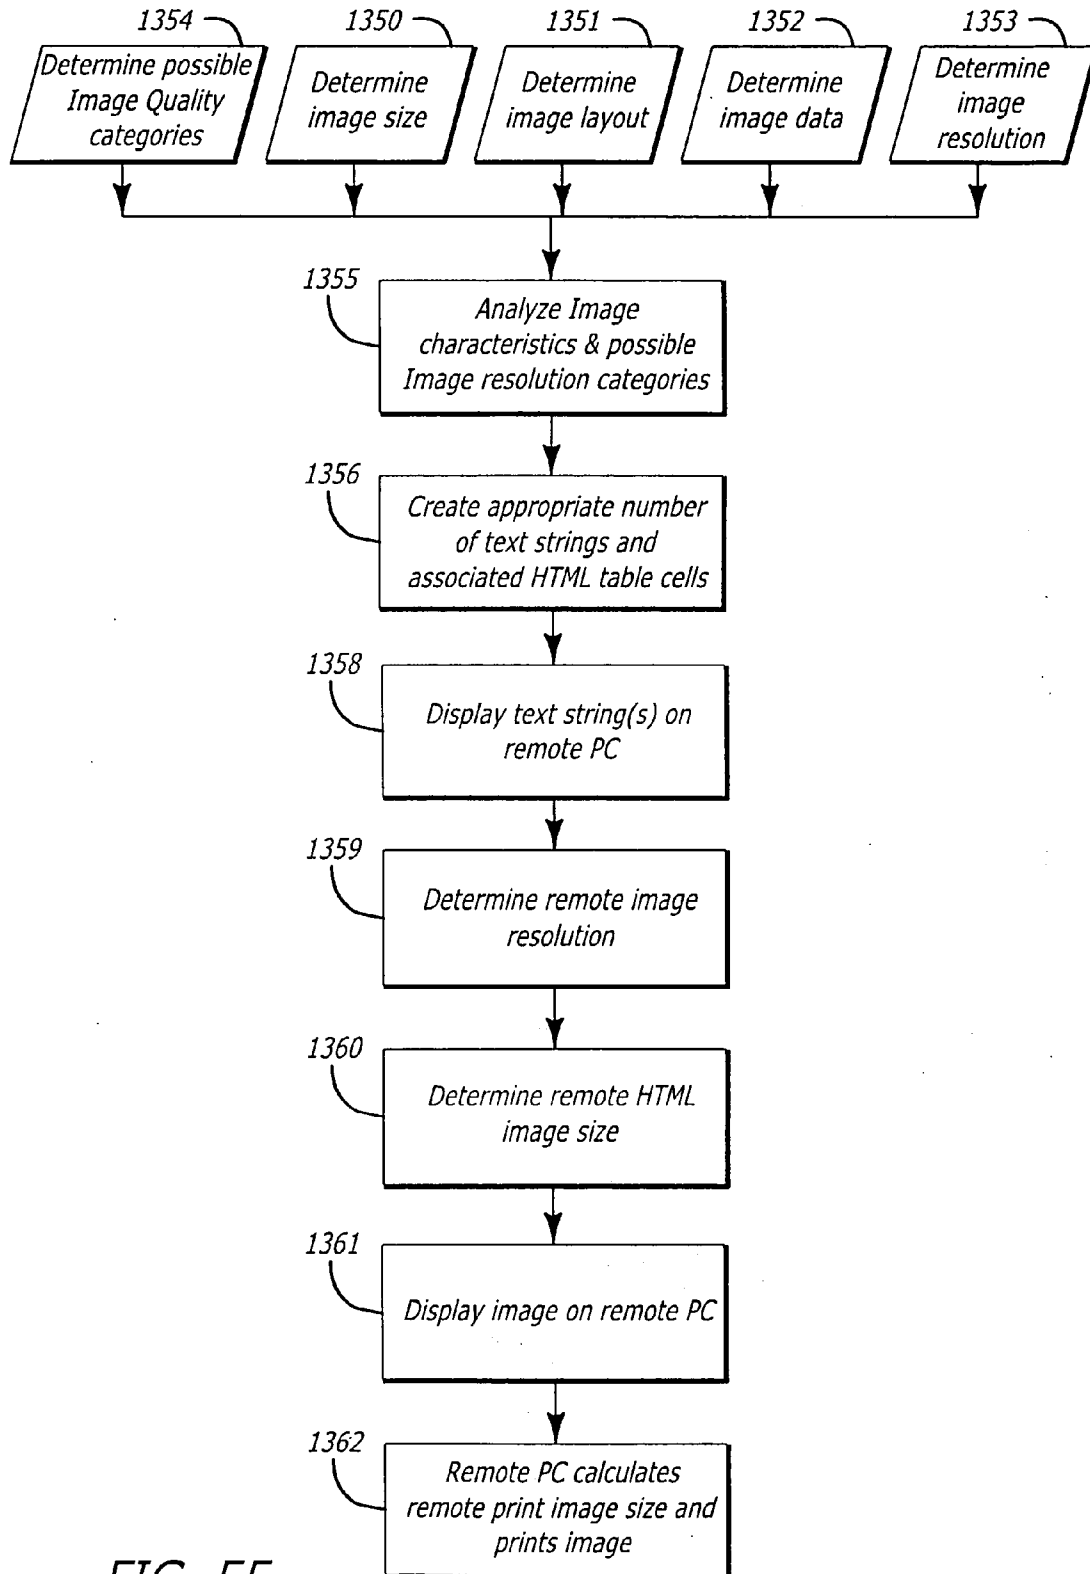 1354
1350
1351
1352
1353
Determine possible
Image Quality
categories
Determine
image size
Determine
image layout
Determine
image data
Determine
image
resolution
1355
Analyze Image
characteristics & possible
Image resolution categories
1356
Create appropriate number
of text strings and
associated HTML table cells
1358
Display text string(s) on
remote PC
1359
Determine remote image
resolution
1360
Determine remote HTML
image size
1361
Display image on remote PC
1362
Remote PC calculates
remote print image size and
prints image
FIG. 55